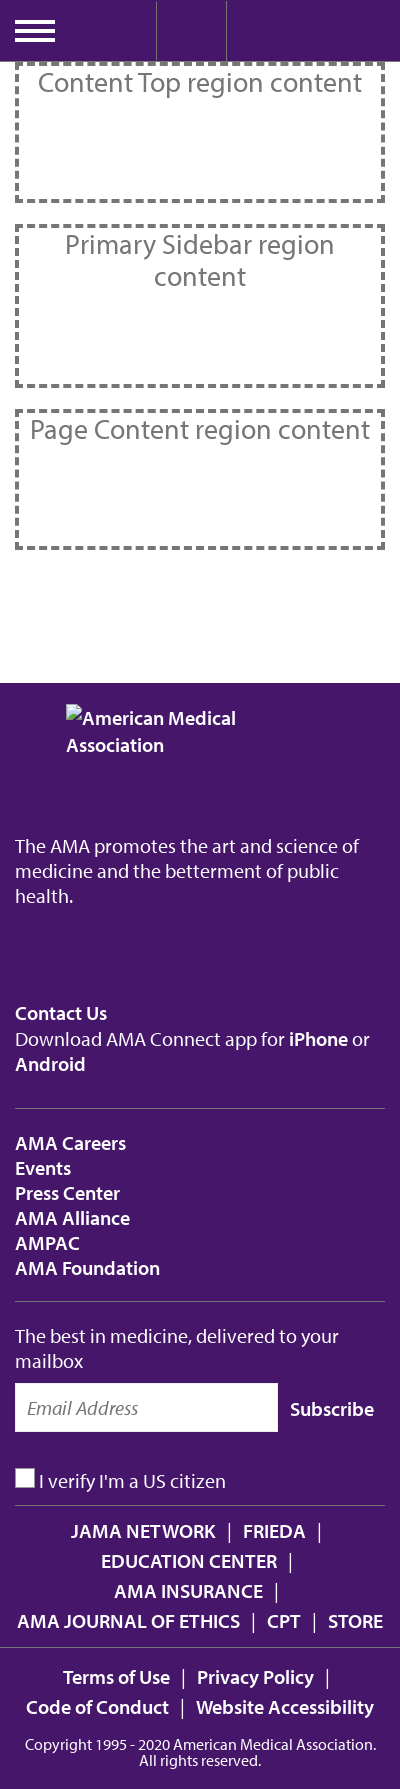 Content Top region content
Primary Sidebar region
content
Page Content region content
American Medical
Association
The AMA promotes the art and science of
medicine and the betterment of public
health.
Contact Us
Download AMA Connect app for iPhone or
Android
AMA Careers
Events
Press Center
AMA Alliance
AMPAC
AMA Foundation
The best in medicine, delivered to your
mailbox
Email Address Subscribe
I verify I'm a US citizen
JAMA NETWORK | FRIEDA |
EDUCATION CENTER |
AMA INSURANCE |
AMA JOURNAL OF ETHICS | CPT | STORE
Terms of Use | Privacy Policy |
Code of Conduct | Website Accessibility
Copyright 1995 - 2020 American Medical Association.
All rights reserved.